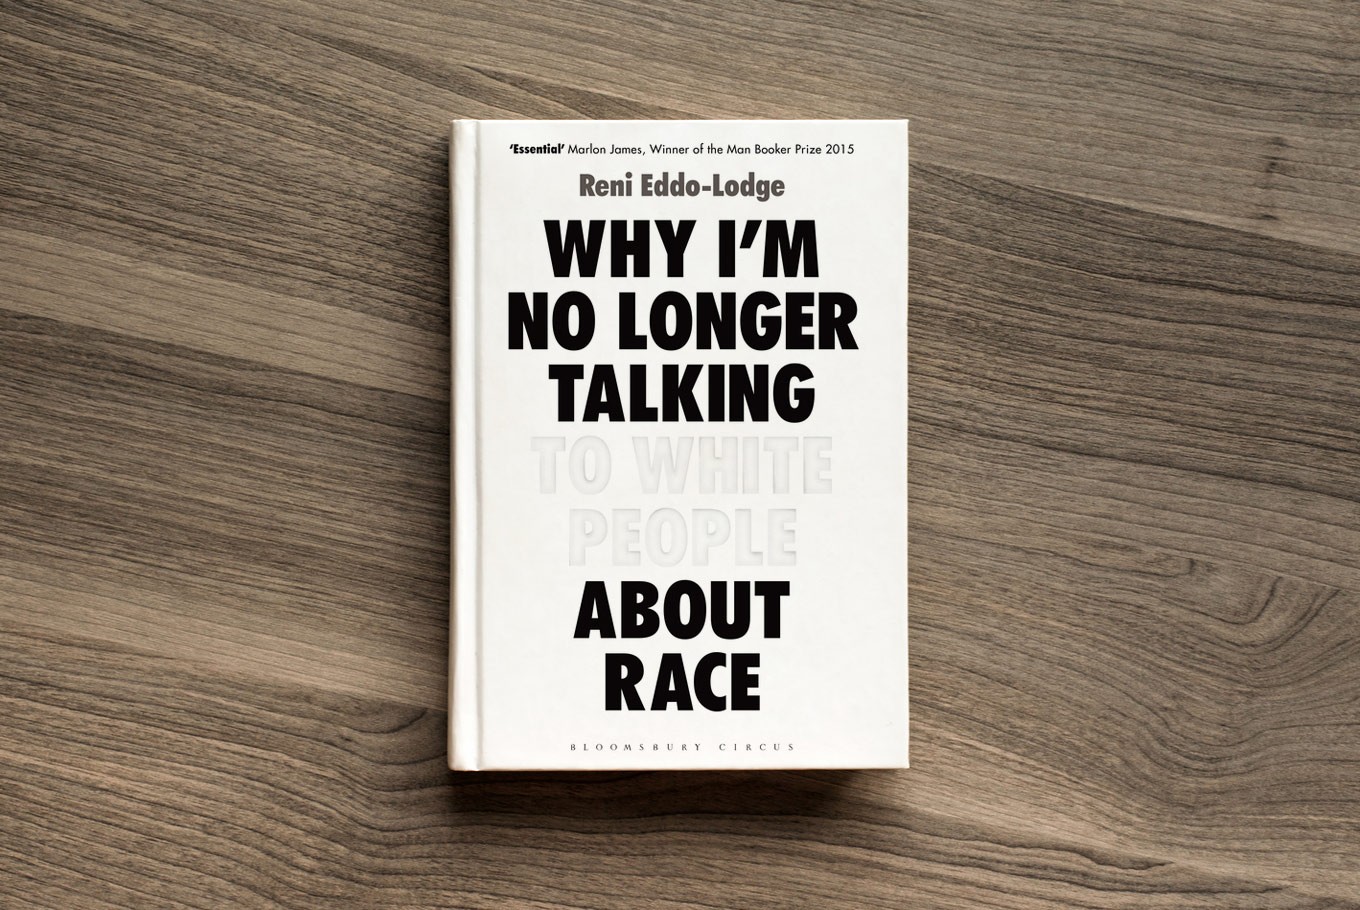 ‘Essential’ Marlon James, Winner of the Man Booker Prize 2015
Reni Eddo-Lodge
WHY I’M
NO LONGER
TALKING
TO WHITE
PEOPLE
ABOUT
RACE
BLOOMSBURY CIRCUS